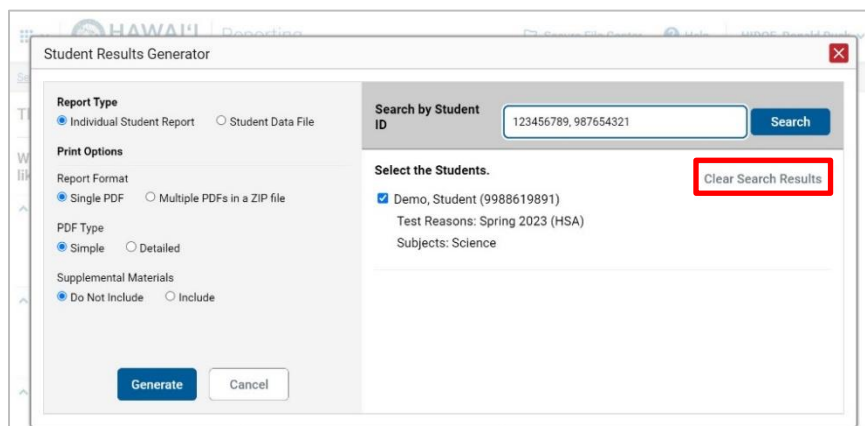 HAWAI'I Reporting
Secure File Center Help HIDOE, Ronald
Student Results Generator
Report Type
Individual Student Report Student Data File
Print Options
Report Format
Single PDF Multiple PDFs in a ZIP file
PDF Type
Simple Detailed
Supplemental Materials
Do Not Include Include
Generate Cancel
Search by Student
ID
123456789, 987654321
Search
Select the Students.
Clear Search Results
Demo, Student (9988619891)
Test Reasons: Spring 2023 (HSA)
Subjects: Science